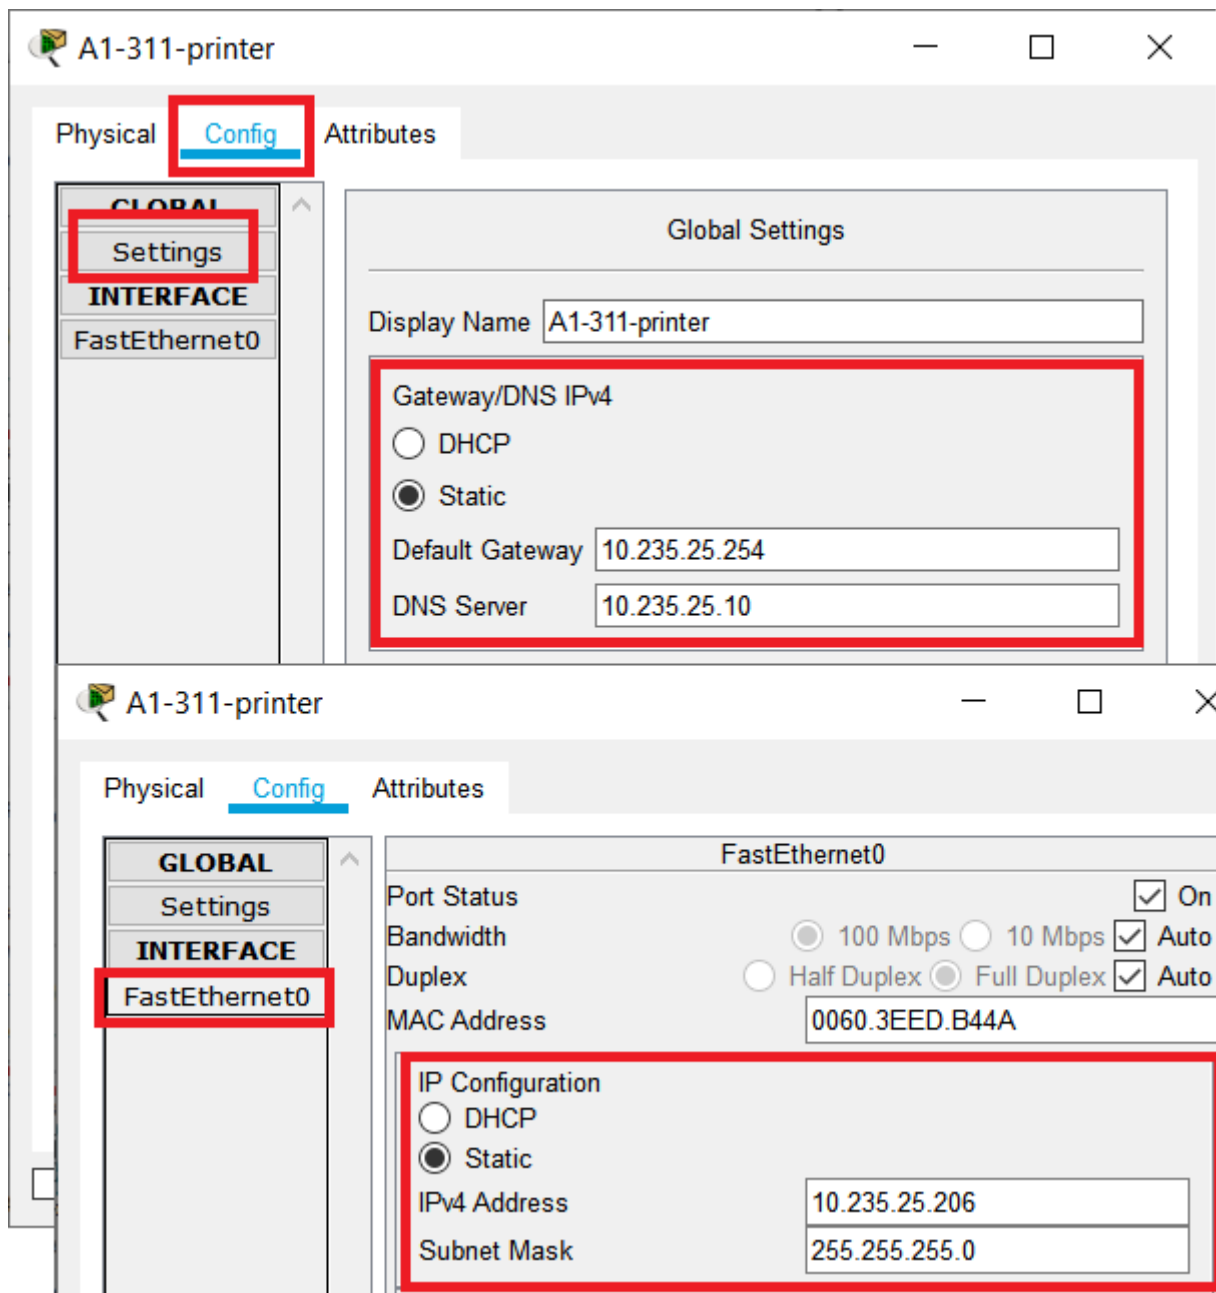 A1-311-printer
Physical Config Attributes
GLOBAL
Settings
INTERFACE
FastEthernet0
Global Settings
Display Name A1-311-printer
Gateway/DNS IPv4
DHCP
Static
Default Gateway 10.235.25.254
DNS Server 10.235.25.10
A1-311-printer
Physical Config Attributes
GLOBAL
Settings
INTERFACE
FastEthernet0
FastEthernet0
Port Status On
Bandwidth 100 Mbps 10 Mbps Auto
Duplex Half Duplex Full Duplex Auto
MAC Address 0060.3EED.B44A
IP Configuration
DHCP
Static
IPv4 Address 10.235.25.206
Subnet Mask 255.255.255.0